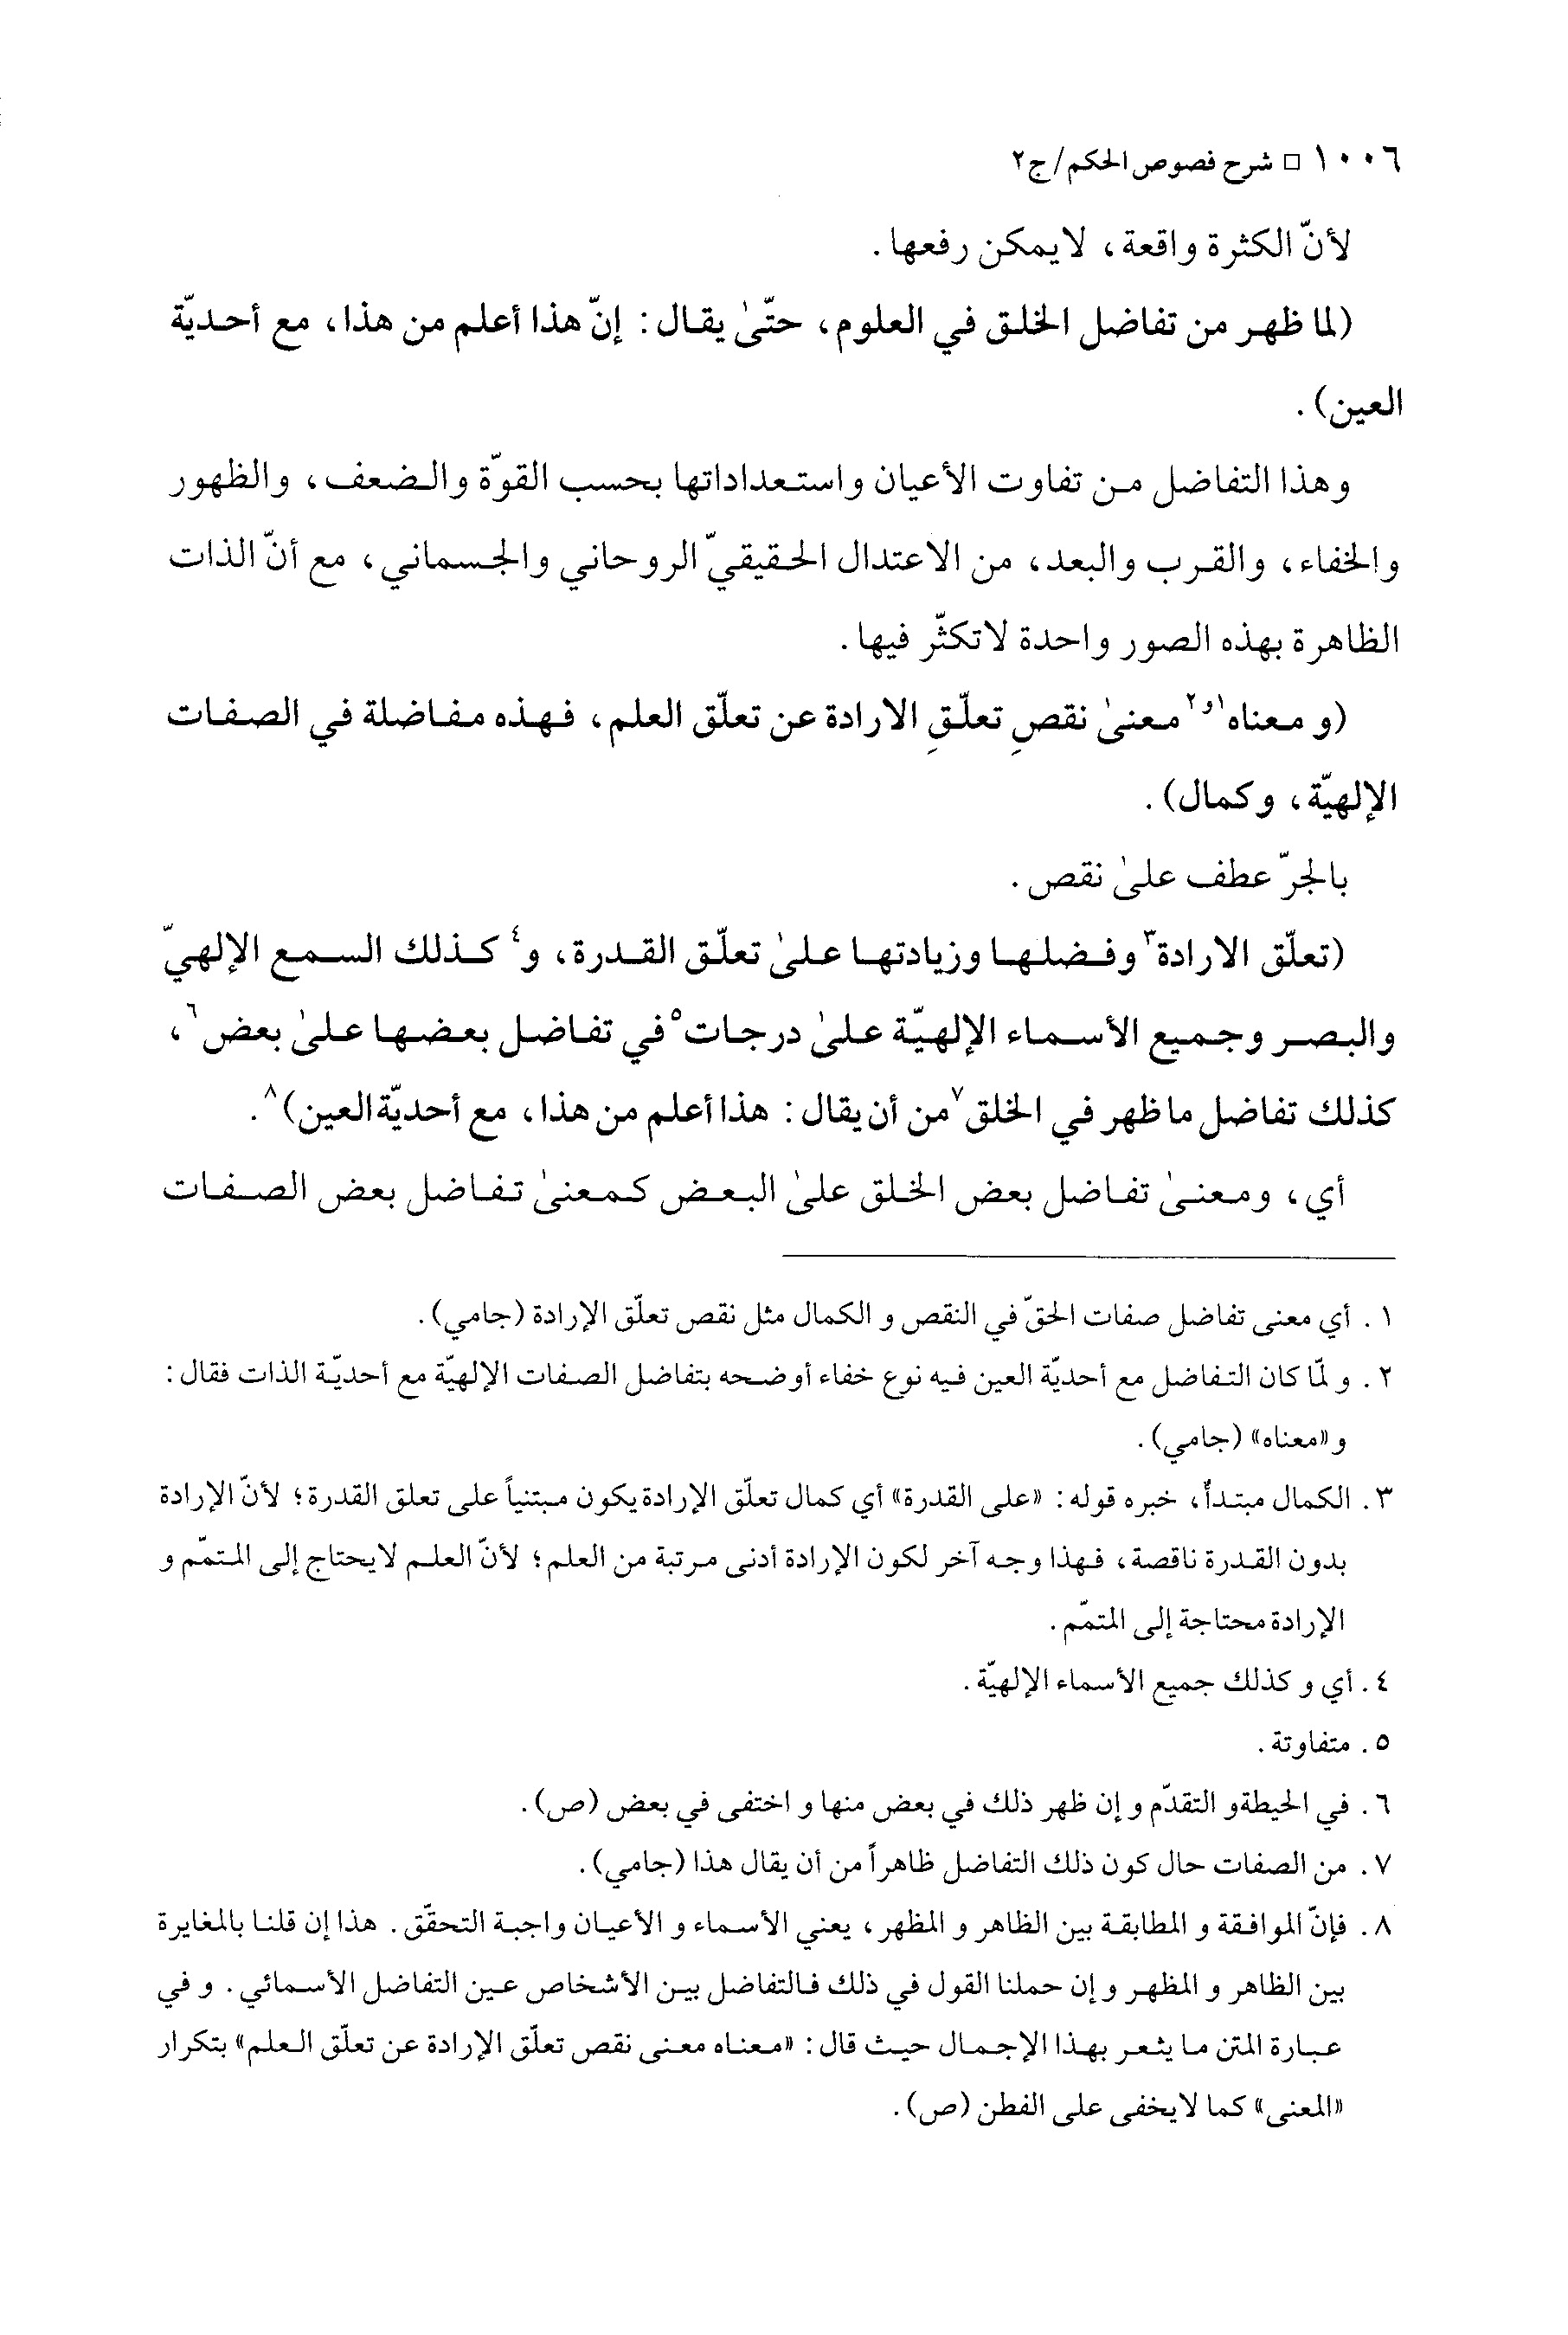 ١٠٠٦ □ شرح فصوص الحكم/ج٢
لأنّ الكثرة واقعة، لايمكن رفعها.
(لما ظهر من تفاضل الخلق في العلوم، حتّىٰ يقال: إنّ هذا أعلم من هذا، مع أحديّة
العين).
وهذا التفاضل من تفاوت الأعيان واستعداداتها بحسب القوّة والضعف، والظهور
والخفاء، والقرب والبعد، من الاعتدال الحقيقيّ الروحاني والجسماني، مع أنّ الذات
الظاهرة بهذه الصور واحدة لاتكثّر فيها.
(و معناه١و٢ معنىٰ نقصِ تعلّقِ الارادة عن تعلّق العلم، فهذه مفاضلة في الصفات
الإلهيّة، وكمال).
بالجرّ عطف علىٰ نقص.
(تعلّق الارادة٣ وفضلها وزيادتها علىٰ تعلّق القدرة، و٤ كذلك السمع الإلهيّ
والبصر وجميع الأسماء الإلهيّة علىٰ درجات٥ في تفاضل بعضها علىٰ بعض٦،
كذلك تفاضل ماظهر في الخلق٧ من أن يقال: هذا أعلم من هذا، مع أحديّة العين)٨.
أي، ومعنىٰ تفاضل بعض الخلق علىٰ البعض كمعنىٰ تفاضل بعض الصفات
١. أي معنى تفاضل صفات الحقّ في النقص و الكمال مثل نقص تعلّق الإرادة (جامي).
٢. و لمّا كان التفاضل مع أحديّة العين فيه نوع خفاء أوضحه بتفاضل الصفات الإلهيّة مع أحديّة الذات فقال:
و «معناه» (جامي).
٣. الكمال مبتدأ، خبره قوله: «على القدرة» أي كمال تعلّق الإرادة يكون مبتنياً على تعلق القدرة؛ لأنّ الإرادة
بدون القدرة ناقصة، فهذا وجه آخر لكون الإرادة أدنى مرتبة من العلم؛ لأنّ العلم لايحتاج إلى المتمّم و
الإرادة محتاجة إلى المتمّم.
٤. أي و كذلك جميع الأسماء الإلهيّة.
٥. متفاوتة.
٦. في الحيطةو التقدّم و إن ظهر ذلك في بعض منها و اختفى في بعض (ص).
٧. من الصفات حال كون ذلك التفاضل ظاهراً من أن يقال هذا (جامي).
٨. فإنّ الموافقة و المطابقة بين الظاهر و المظهر، يعني الأسماء و الأعيان واجبة التحقّق. هذا إن قلنا بالمغايرة
بين الظاهر و المظهر و إن حملنا القول في ذلك فالتفاضل بين الأشخاص عين التفاضل الأسمائي. و في
عبارة المتن ما يشعر بهذا الإجمال حيث قال: «معناه معنى نقص تعلّق الإرادة عن تعلّق العلم» بتكرار
«المعنى» كما لايخفى على الفطن (ص).